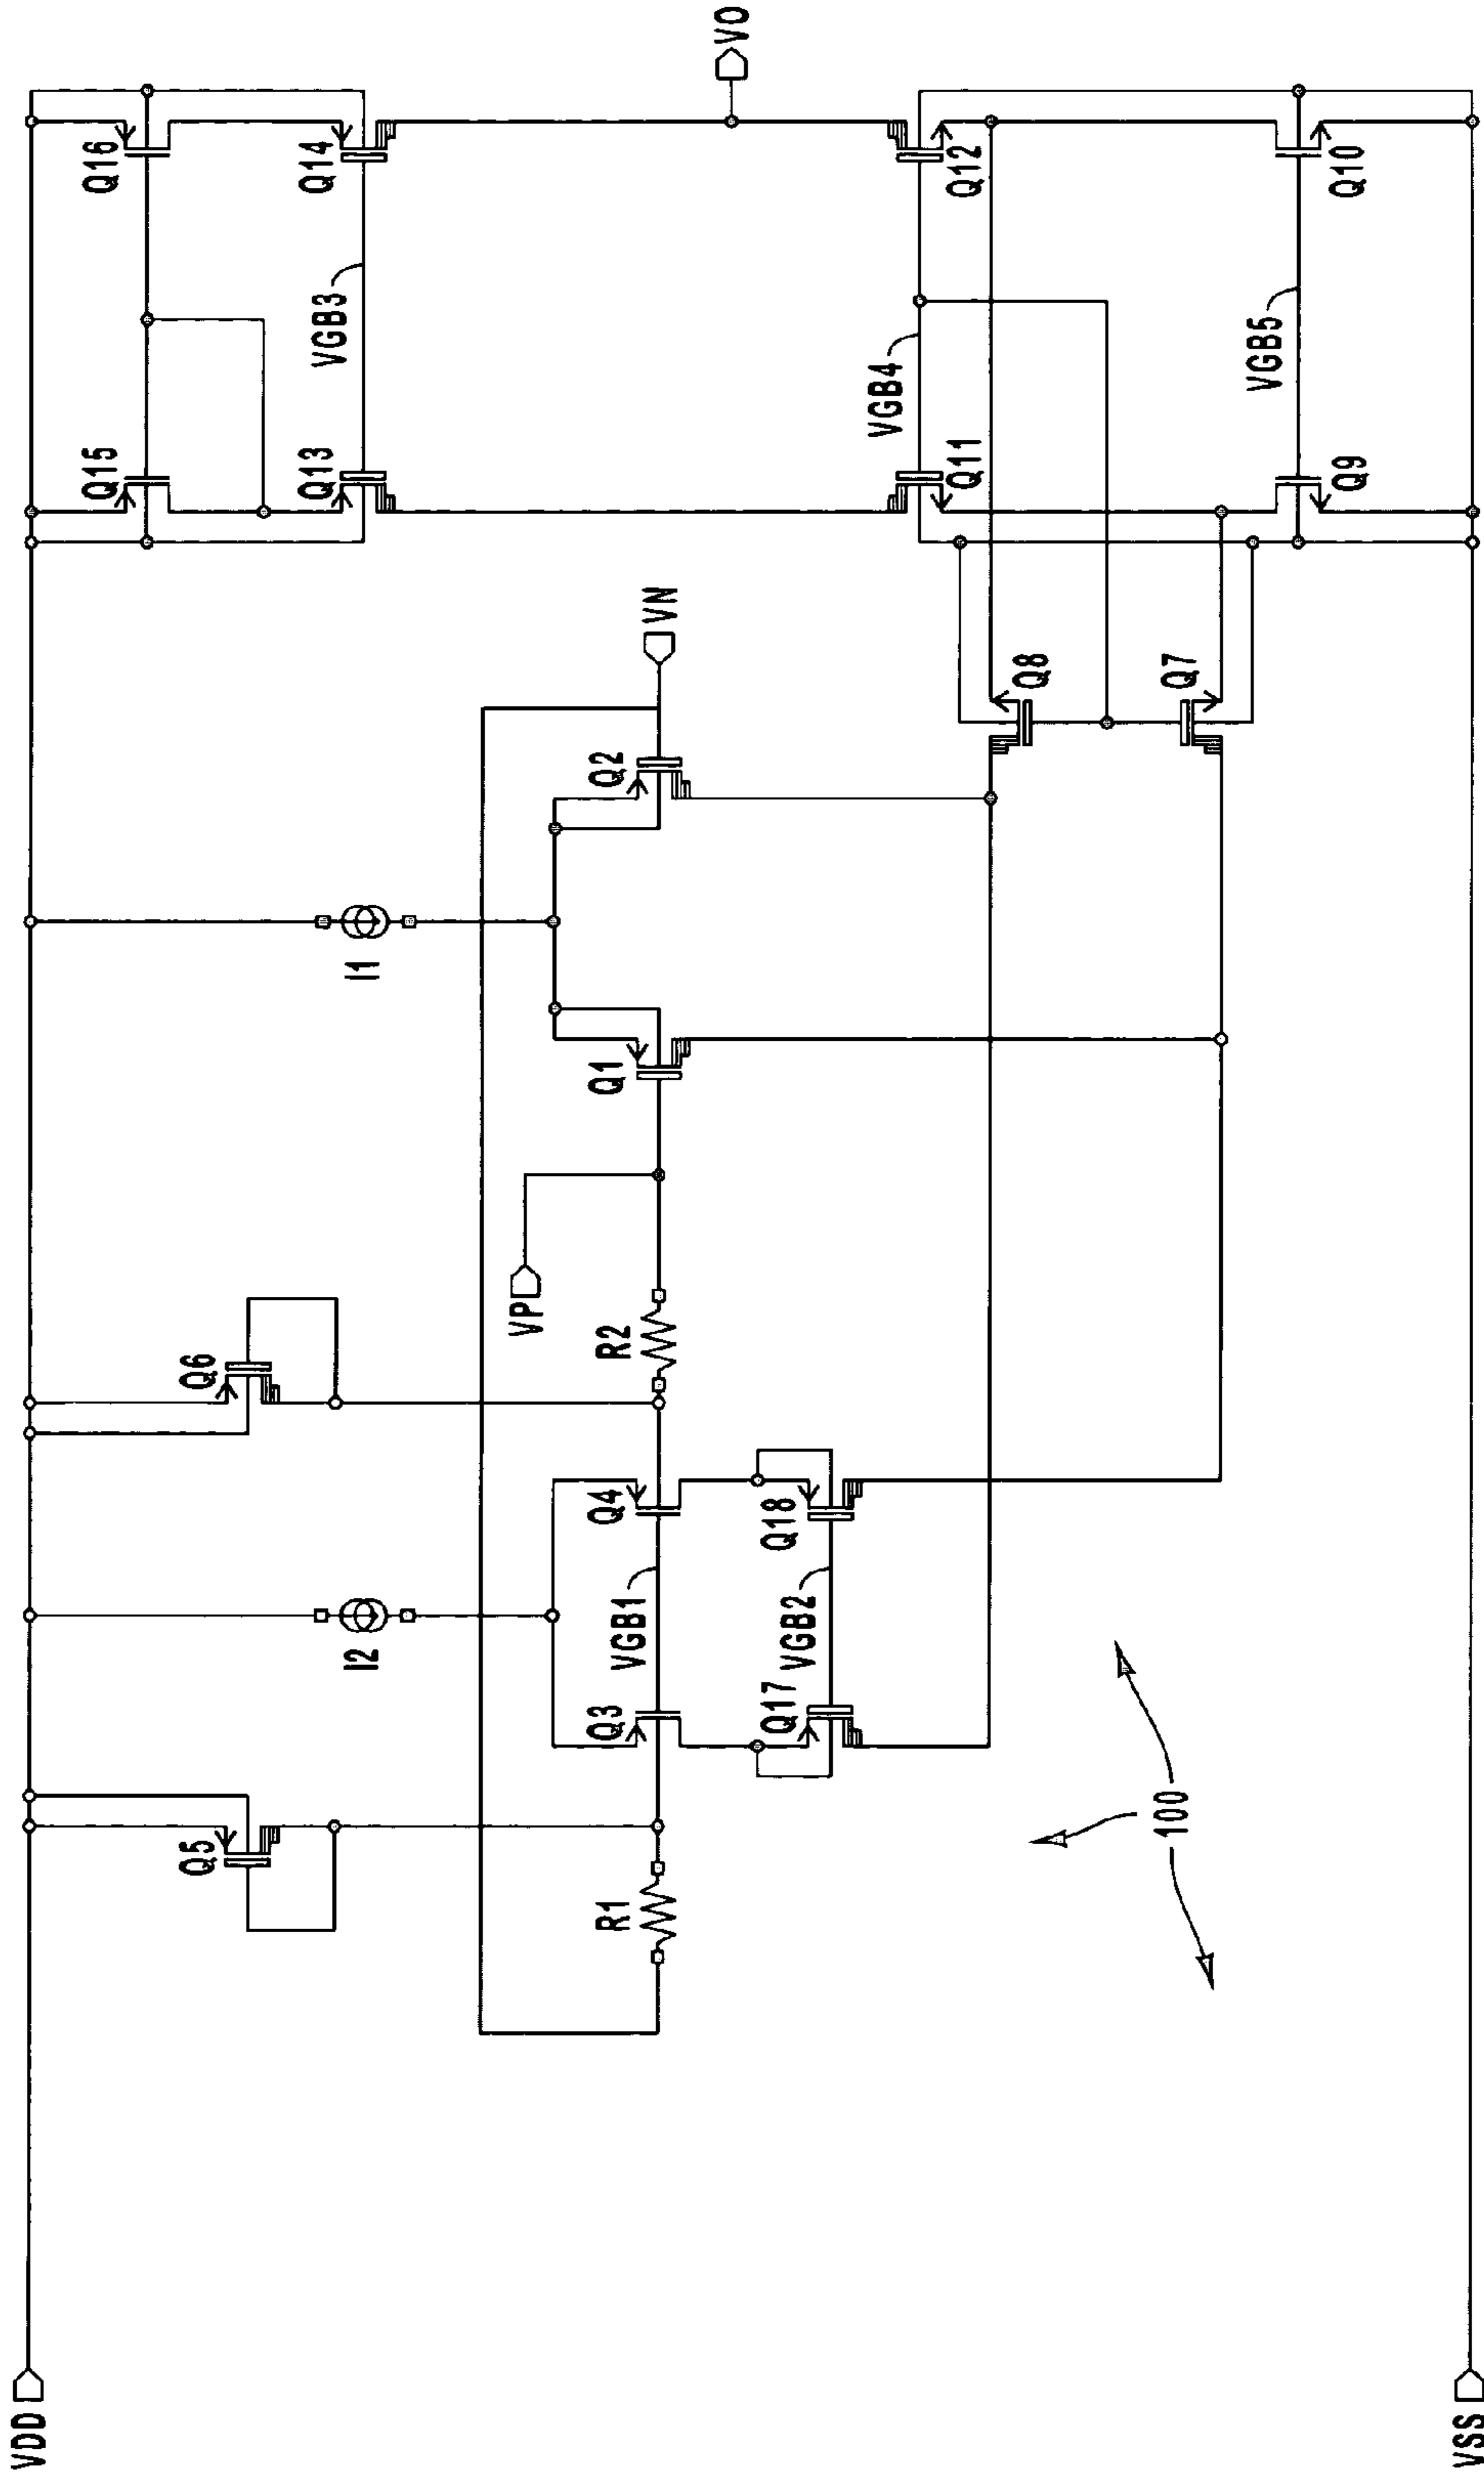 VDD
VSS
Q5
R1
I2
Q3
Q4
VGB1
Q17
VGB2
Q18
Q6
R2
VP
100
I1
Q1
Q2
VN
Q8
Q7
Q15
Q16
Q13
VGB3
Q14
VO
VGB4
Q11
Q12
VGB5
Q9
Q10